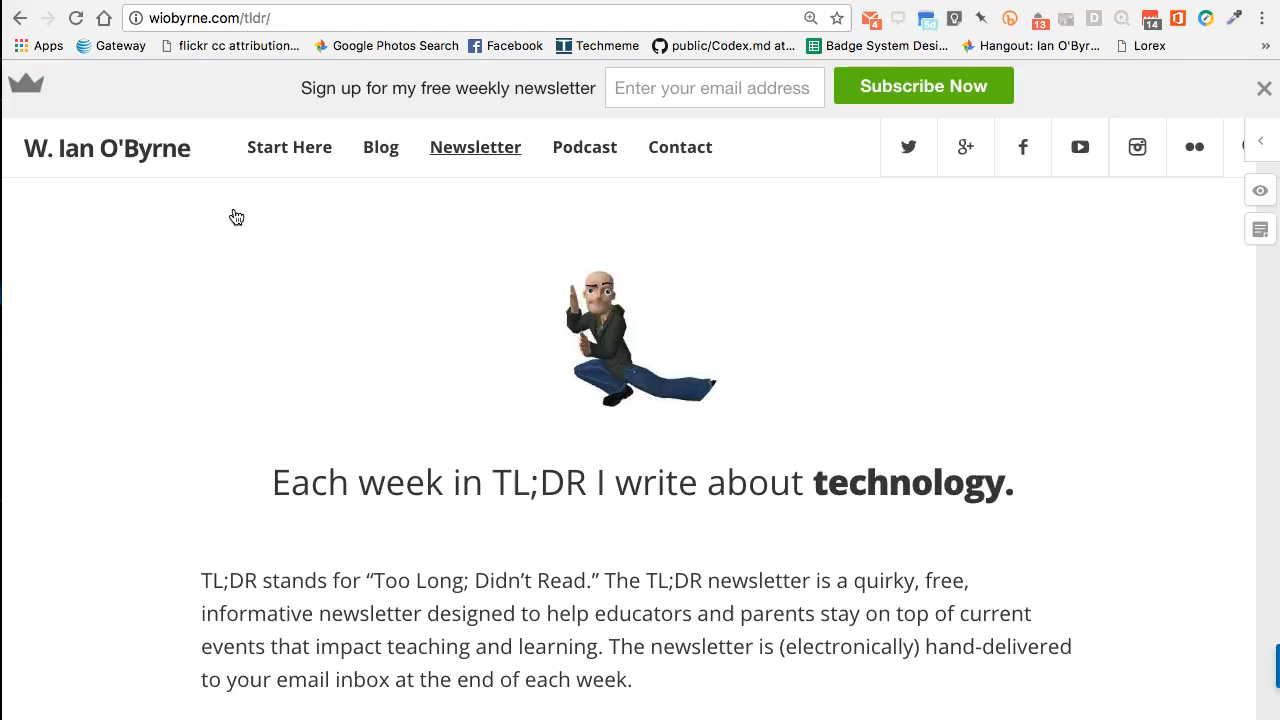 wiobyrne.com/tldr/
4
5d
13
D
14
Apps
Gateway
flickr cc attribution...
Google Photos Search
Facebook
Techmeme
public/Codex.md at...
Badge System Desi...
Hangout: Ian O'Byr...
Lorex
»
Sign up for my free weekly newsletter
Enter your email address
Subscribe Now
W. Ian O'Byrne
Start Here
Blog
Newsletter
Podcast
Contact
Each week in TL;DR I write about technology.
TL;DR stands for “Too Long; Didn’t Read.” The TL;DR newsletter is a quirky, free,
informative newsletter designed to help educators and parents stay on top of current
events that impact teaching and learning. The newsletter is (electronically) hand-delivered
to your email inbox at the end of each week.